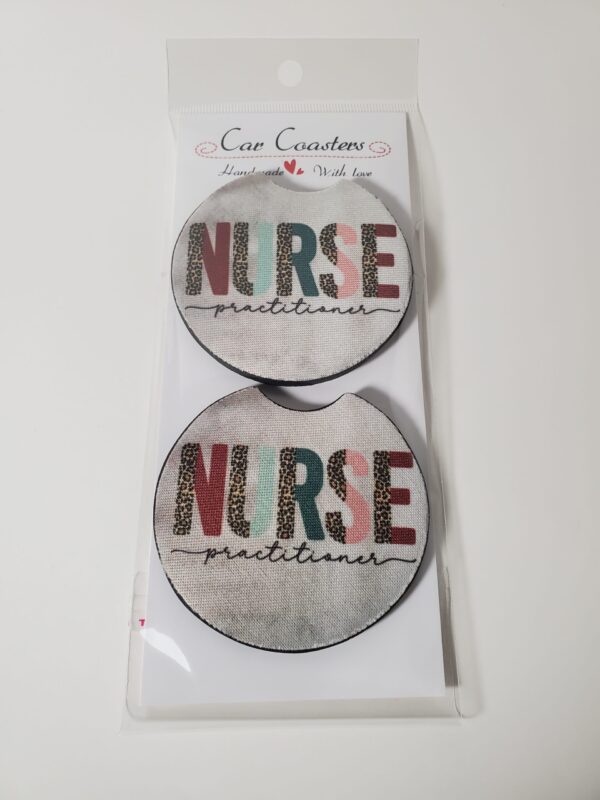 Car Coasters
Handmade With love
NURSE
practitioner
NURSE
practitioner